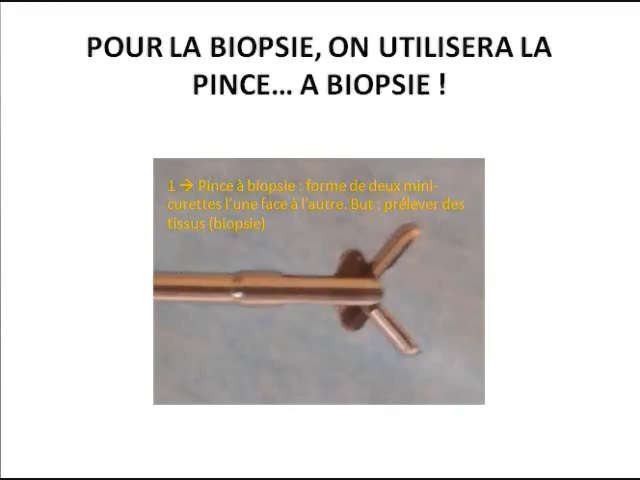 POUR LA BIOPSIE, ON UTILISERA LA
PINCE... A BIOPSIE !
1 → Pince à biopsie : forme de deux mini-
curettes l'une face à l'autre. But : prélever des
tissus (biopsie)